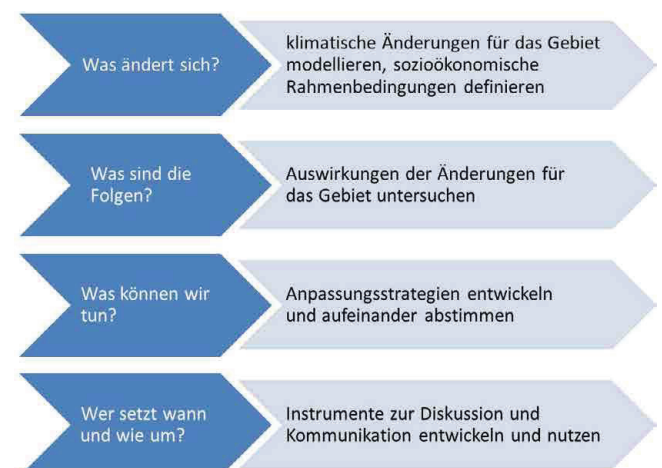 Was ändert sich?
klimatische Änderungen für das Gebiet
modellieren, sozioökonomische
Rahmenbedingungen definieren
Was sind die
Folgen?
Auswirkungen der Änderungen für
das Gebiet untersuchen
Was können wir
tun?
Anpassungsstrategien entwickeln
und aufeinander abstimmen
Wer setzt wann
und wie um?
Instrumente zur Diskussion und
Kommunikation entwickeln und nutzen